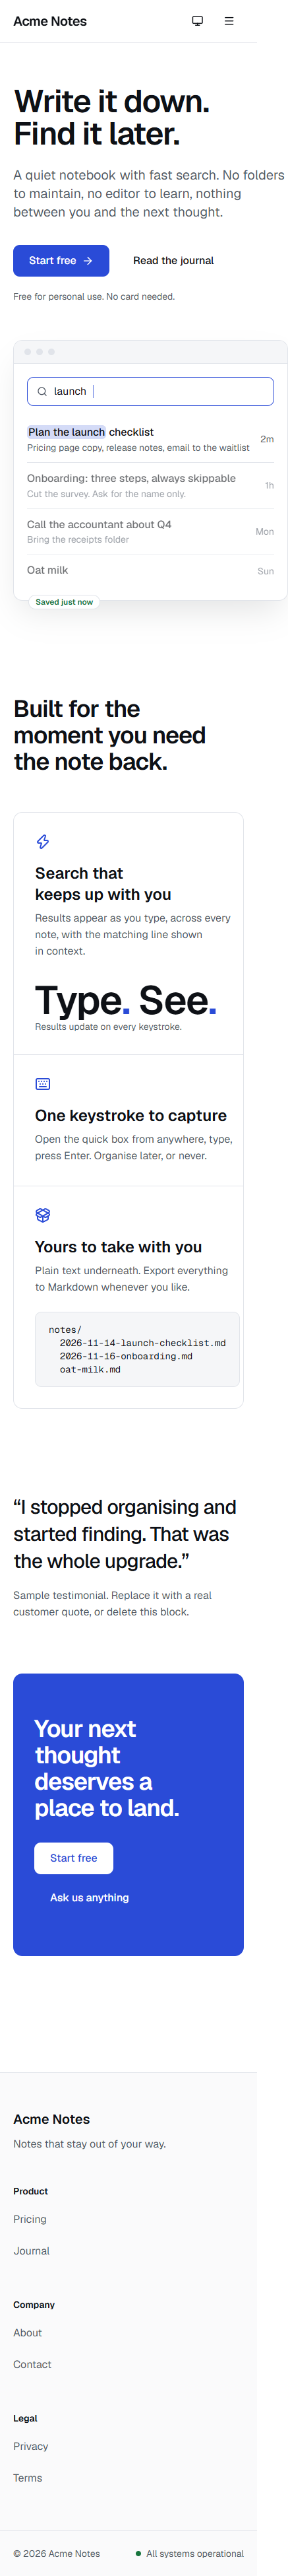 Acme Notes
Write it down.
Find it later.
A quiet notebook with fast search. No folders
to maintain, no editor to learn, nothing
between you and the next thought.
Start free
Read the journal
Free for personal use. No card needed.
launch
Plan the launch checklist
2m
Pricing page copy, release notes, email to the waitlist
Onboarding: three steps, always skippable
1h
Cut the survey. Ask for the name only.
Call the accountant about Q4
Mon
Bring the receipts folder
Oat milk
Sun
Saved just now
Built for the
moment you need
the note back.
Search that
keeps up with you
Results appear as you type, across every
note, with the matching line shown
in context.
Type. See.
Results update on every keystroke.
One keystroke to capture
Open the quick box from anywhere, type,
press Enter. Organise later, or never.
Yours to take with you
Plain text underneath. Export everything
to Markdown whenever you like.
notes/
2026-11-14-launch-checklist.md
2026-11-16-onboarding.md
oat-milk.md
“I stopped organising and
started finding. That was
the whole upgrade.”
Sample testimonial. Replace it with a real
customer quote, or delete this block.
Your next
thought
deserves a
place to land.
Start free
Ask us anything
Acme Notes
Notes that stay out of your way.
Product
Pricing
Journal
Company
About
Contact
Legal
Privacy
Terms
© 2026 Acme Notes
All systems operational